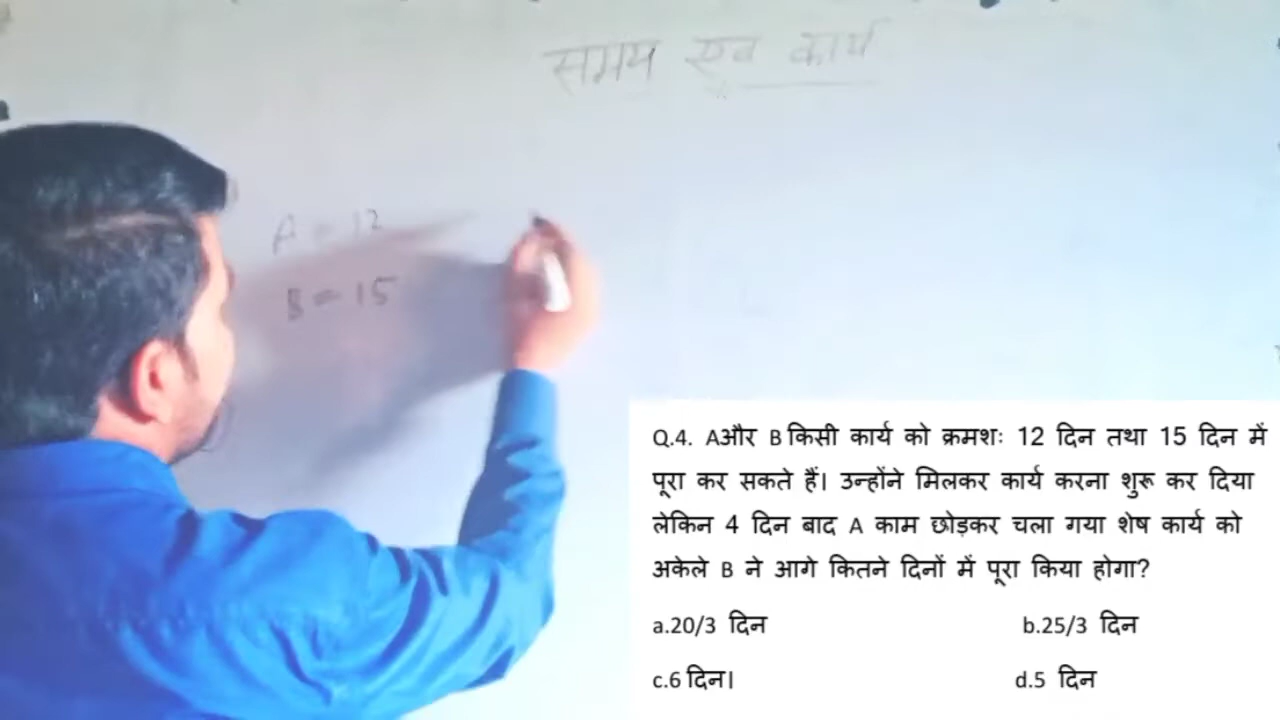 समय एवं कार्य
A = 12
B = 15
Q.4. Aऔर B किसी कार्य को क्रमशः 12 दिन तथा 15 दिन में
पूरा कर सकते हैं। उन्होंने मिलकर कार्य करना शुरू कर दिया
लेकिन 4 दिन बाद A काम छोड़कर चला गया शेष कार्य को
अकेले B ने आगे कितने दिनों में पूरा किया होगा?
a.20/3 दिन b.25/3 दिन
c.6 दिन। d.5 दिन